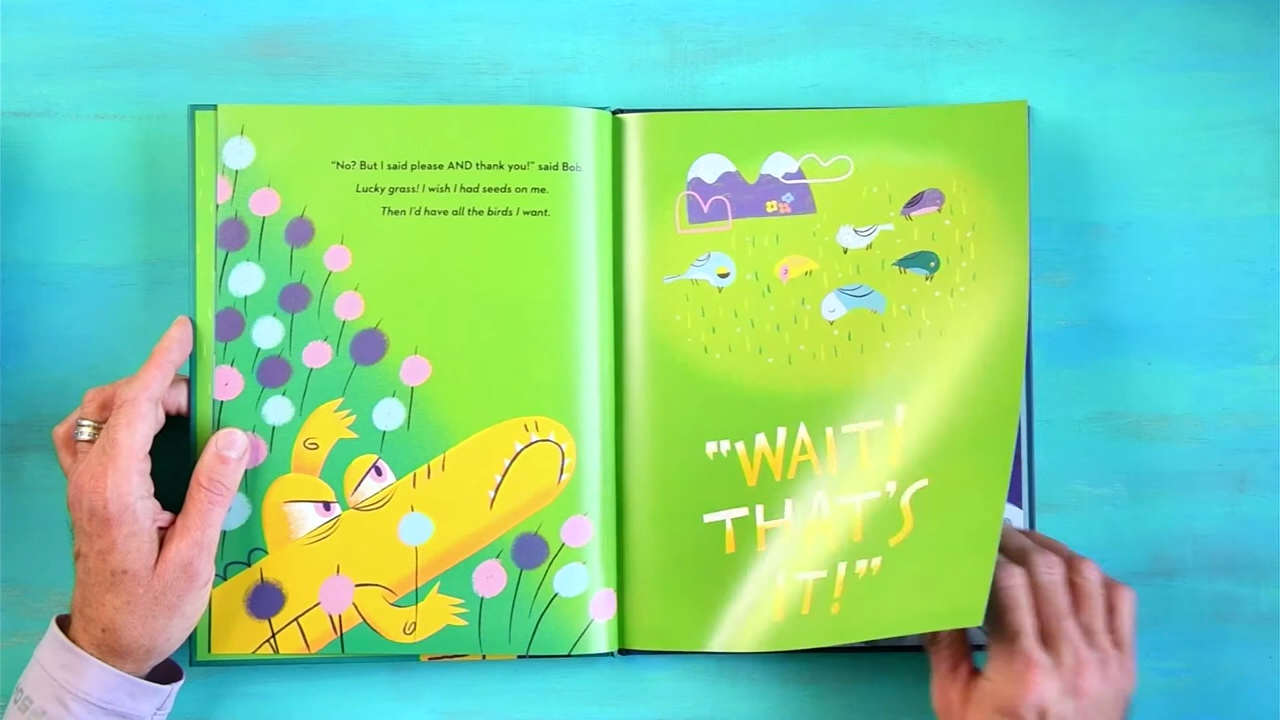 “No? But I said please AND thank you!” said Bob.
Lucky grass! I wish I had seeds on me.
Then I’d have all the birds I want.
“WAIT!
THAT’S
IT!”